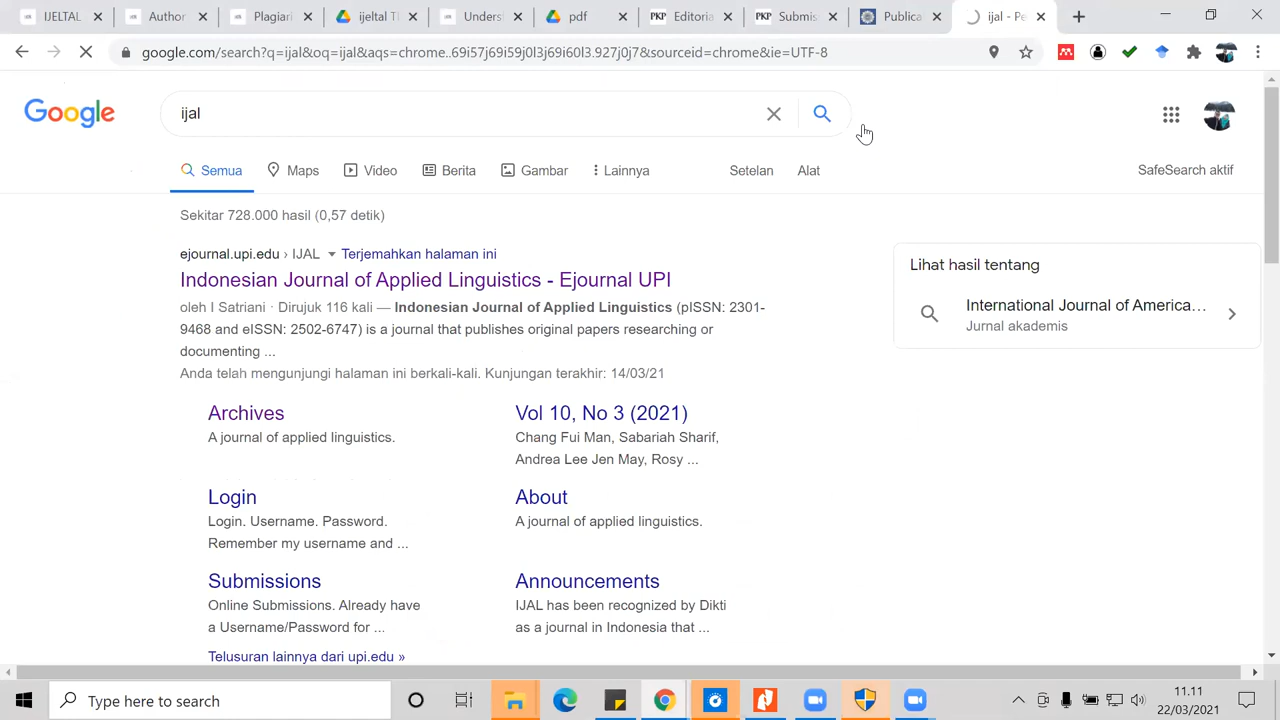 IJELTAL
Author
Plagiari
ijeltal Tl
Unders
pdf
PKP Editoria
PKP Submis
Publica
ijal - Pe
google.com/search?q=ijal&oq=ijal&aqs=chrome..69i57j69i59j0l3j69i60l3.927j0j7&sourceid=chrome&ie=UTF-8
Google
ijal
Semua Maps Video Berita Gambar Lainnya Setelan Alat SafeSearch aktif
Sekitar 728.000 hasil (0,57 detik)
ejournal.upi.edu › IJAL Terjemahkan halaman ini
Indonesian Journal of Applied Linguistics - Ejournal UPI
oleh I Satriani · Dirujuk 116 kali — Indonesian Journal of Applied Linguistics (pISSN: 2301-
9468 and eISSN: 2502-6747) is a journal that publishes original papers researching or
documenting ...
Anda telah mengunjungi halaman ini berkali-kali. Kunjungan terakhir: 14/03/21
Archives
A journal of applied linguistics.
Vol 10, No 3 (2021)
Chang Fui Man, Sabariah Sharif,
Andrea Lee Jen May, Rosy ...
Login
Login. Username. Password.
Remember my username and ...
About
A journal of applied linguistics.
Submissions
Online Submissions. Already have
a Username/Password for ...
Announcements
IJAL has been recognized by Dikti
as a journal in Indonesia that ...
Telusuran lainnya dari upi.edu »
Lihat hasil tentang
International Journal of America...
Jurnal akademis
Type here to search
11.11
22/03/2021